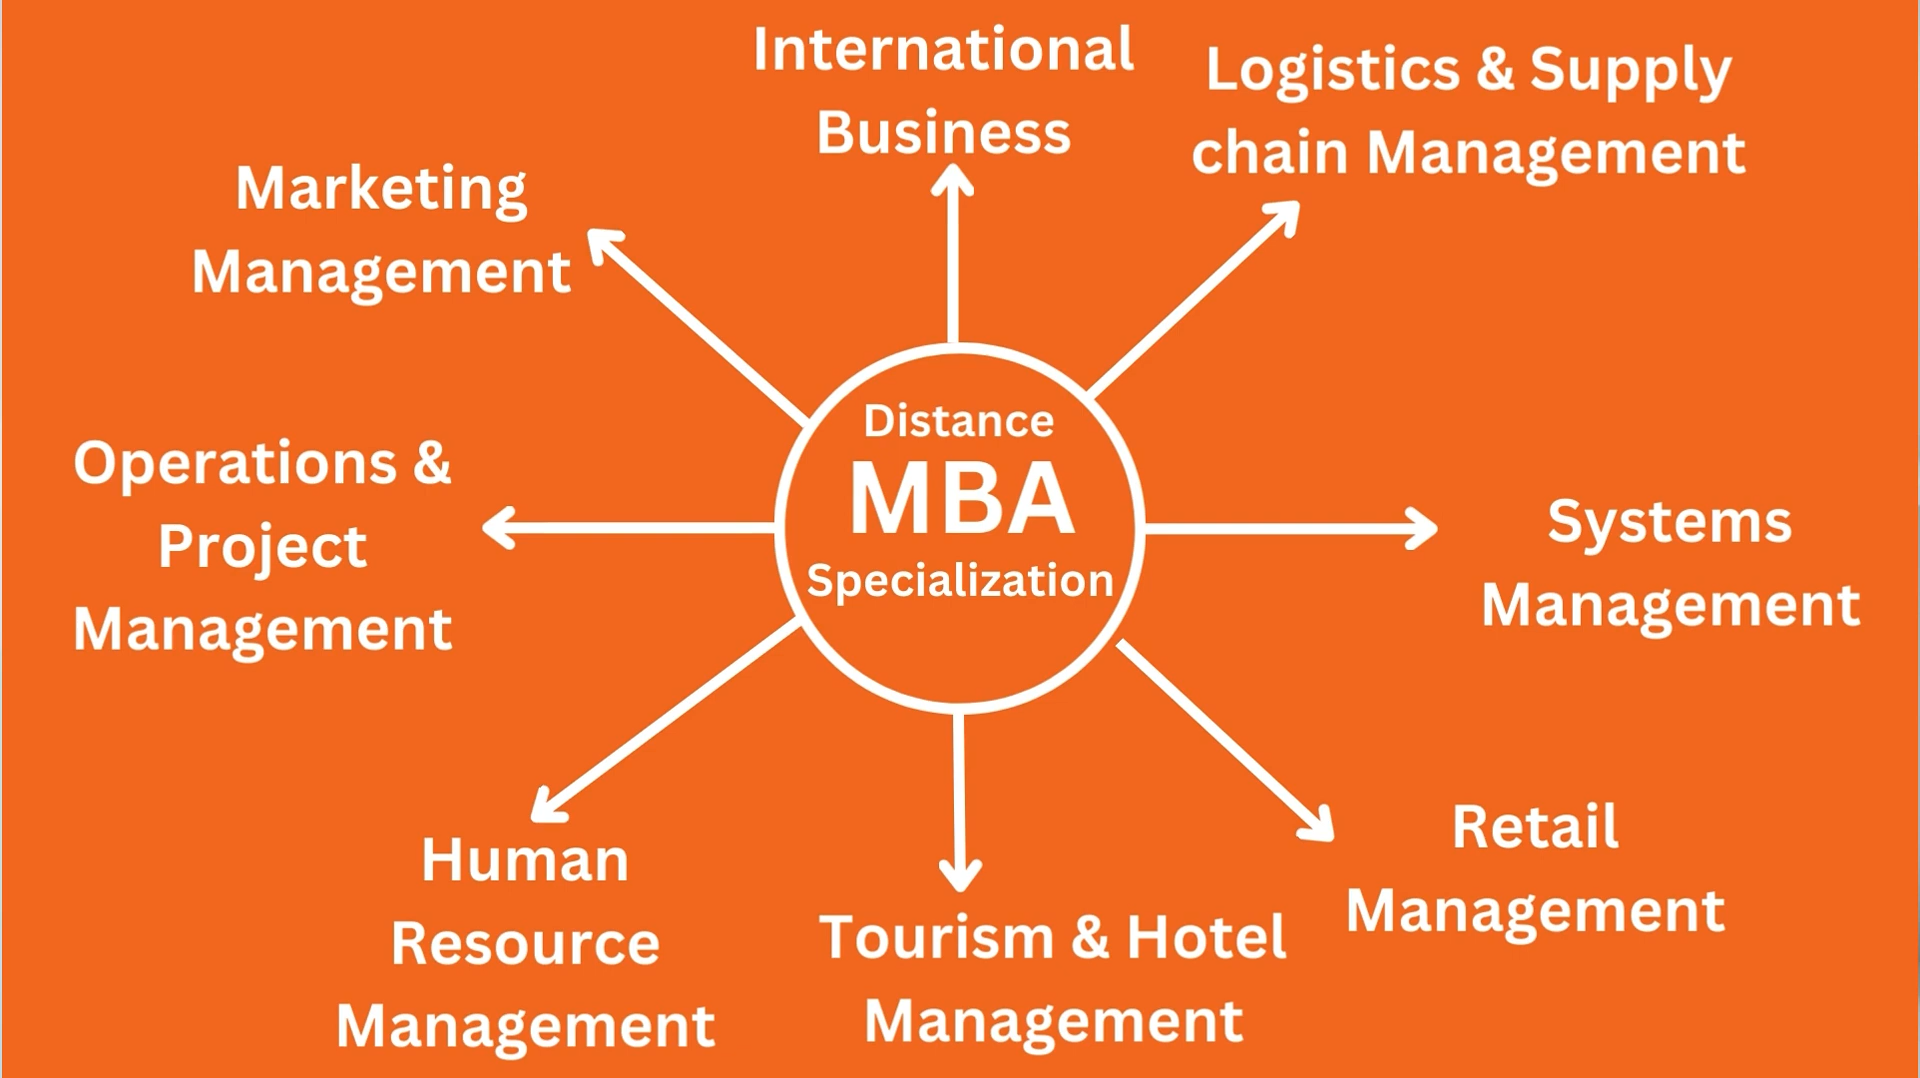 International
Business
Logistics & Supply
chain Management
Marketing
Management
Distance
MBA
Specialization
Operations &
Project
Management
Systems
Management
Human
Resource
Management
Tourism & Hotel
Management
Retail
Management